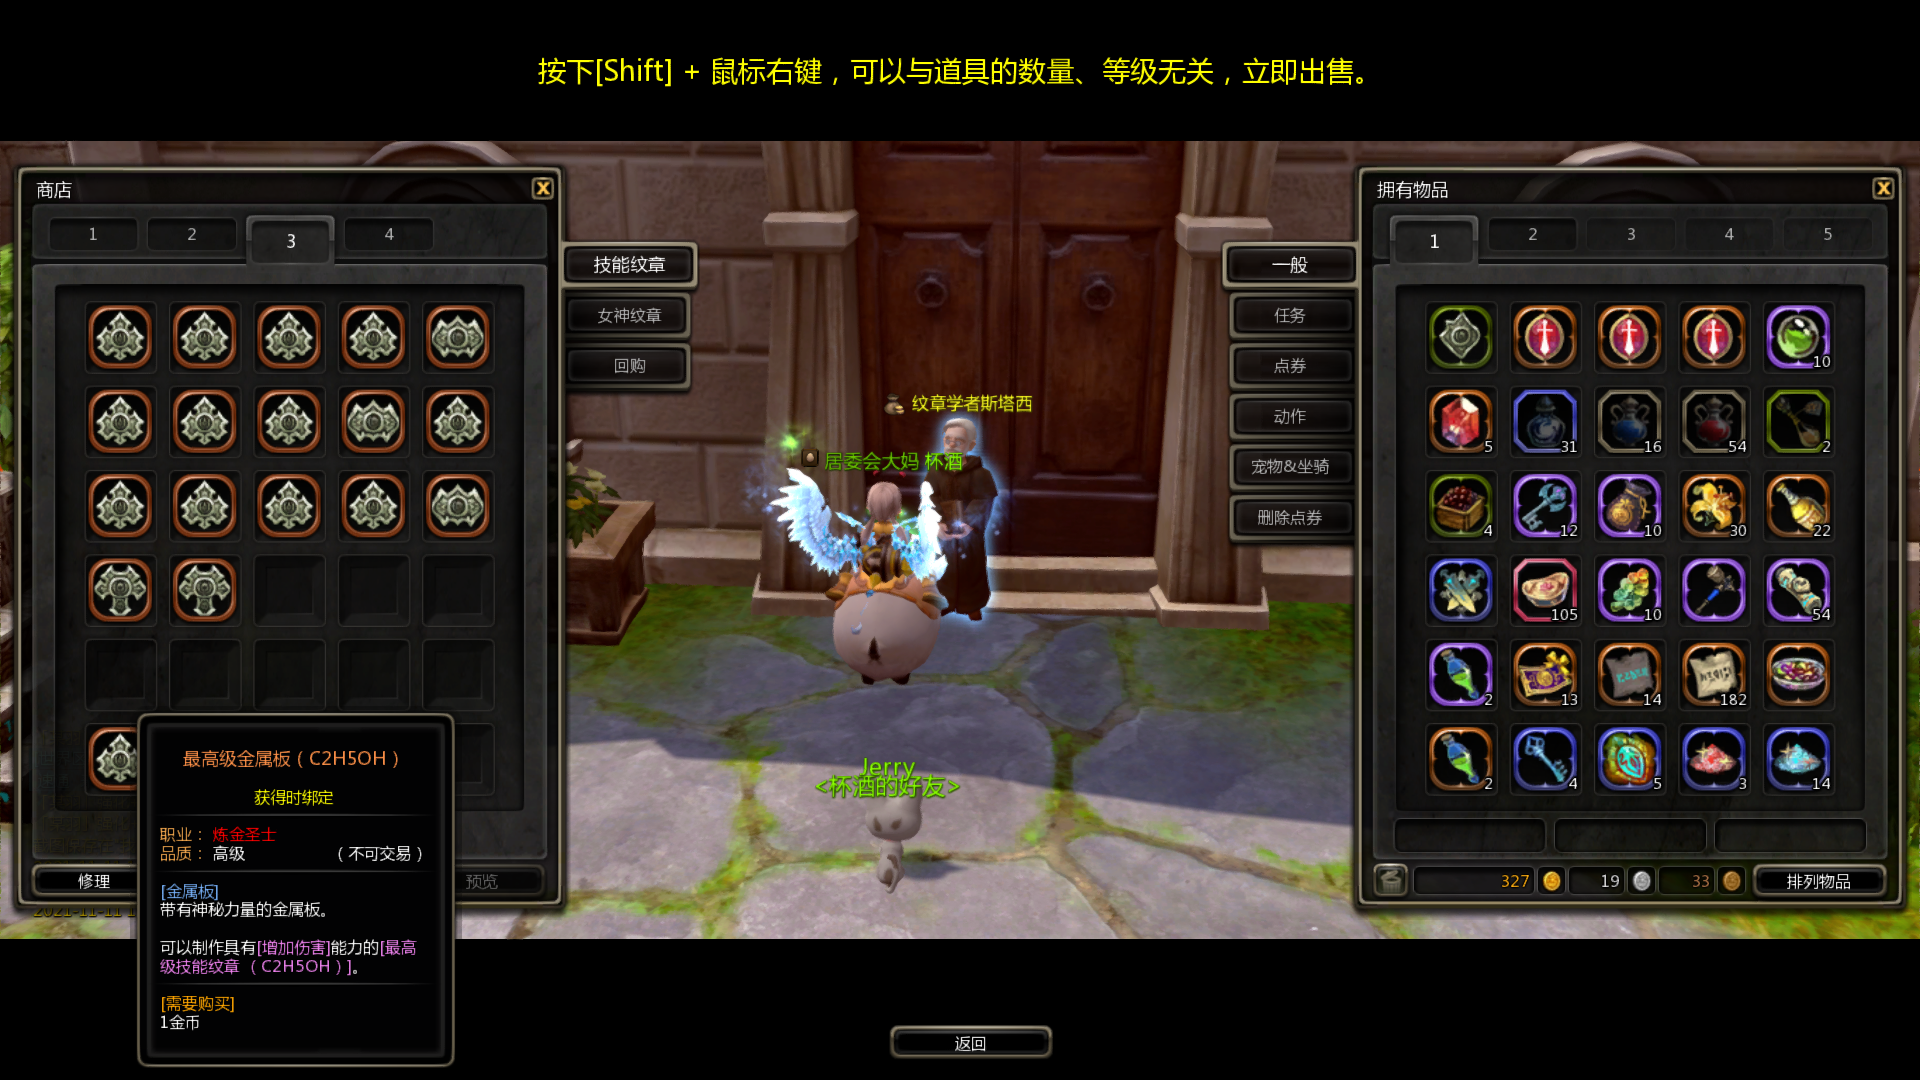 按下[Shift] + 鼠标右键，可以与道具的数量、等级无关，立即出售。
商店
1 2 3 4
技能纹章
女神纹章
回购
修理
预览
最高级金属板（C2H5OH）
获得时绑定
职业： 炼金圣士
品质： 高级 （不可交易）
[金属板]
带有神秘力量的金属板。
可以制作具有[增加伤害]能力的[最高
级技能纹章 （C2H5OH）]。
[需要购买]
1金币
纹章学者斯塔西
居委会大妈 杯酒
Jerry
<杯酒的好友>
返回
拥有物品
1 2 3 4 5
一般
任务
点券
动作
宠物&坐骑
删除点券
10
5 31 16 54 2
4 12 10 30 22
105 10 54
2 13 14 182
2 4 5 3 14
327 19 33
排列物品